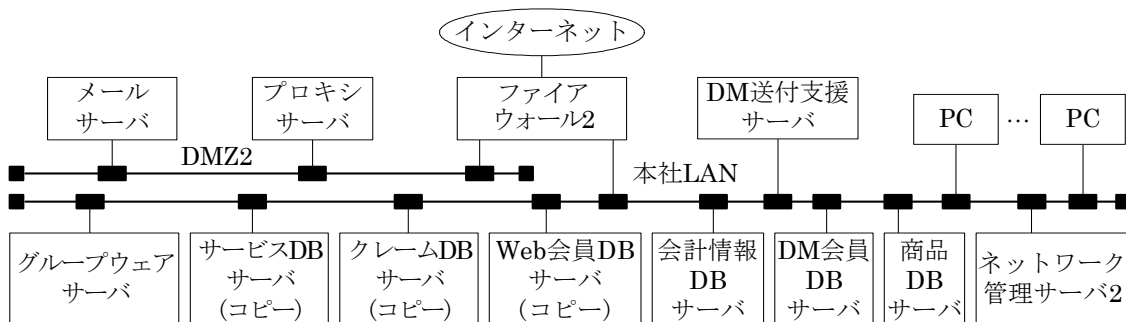 インターネット
メール
サーバ
プロキシ
サーバ
ファイア
ウォール2
DM送付支援
サーバ
PC
…
PC
DMZ2
本社LAN
グループウェア
サーバ
サービスDB
サーバ
(コピー)
クレームDB
サーバ
(コピー)
Web会員DB
サーバ
(コピー)
会計情報
DB
サーバ
DM会員
DB
サーバ
商品
DB
サーバ
ネットワーク
管理サーバ2